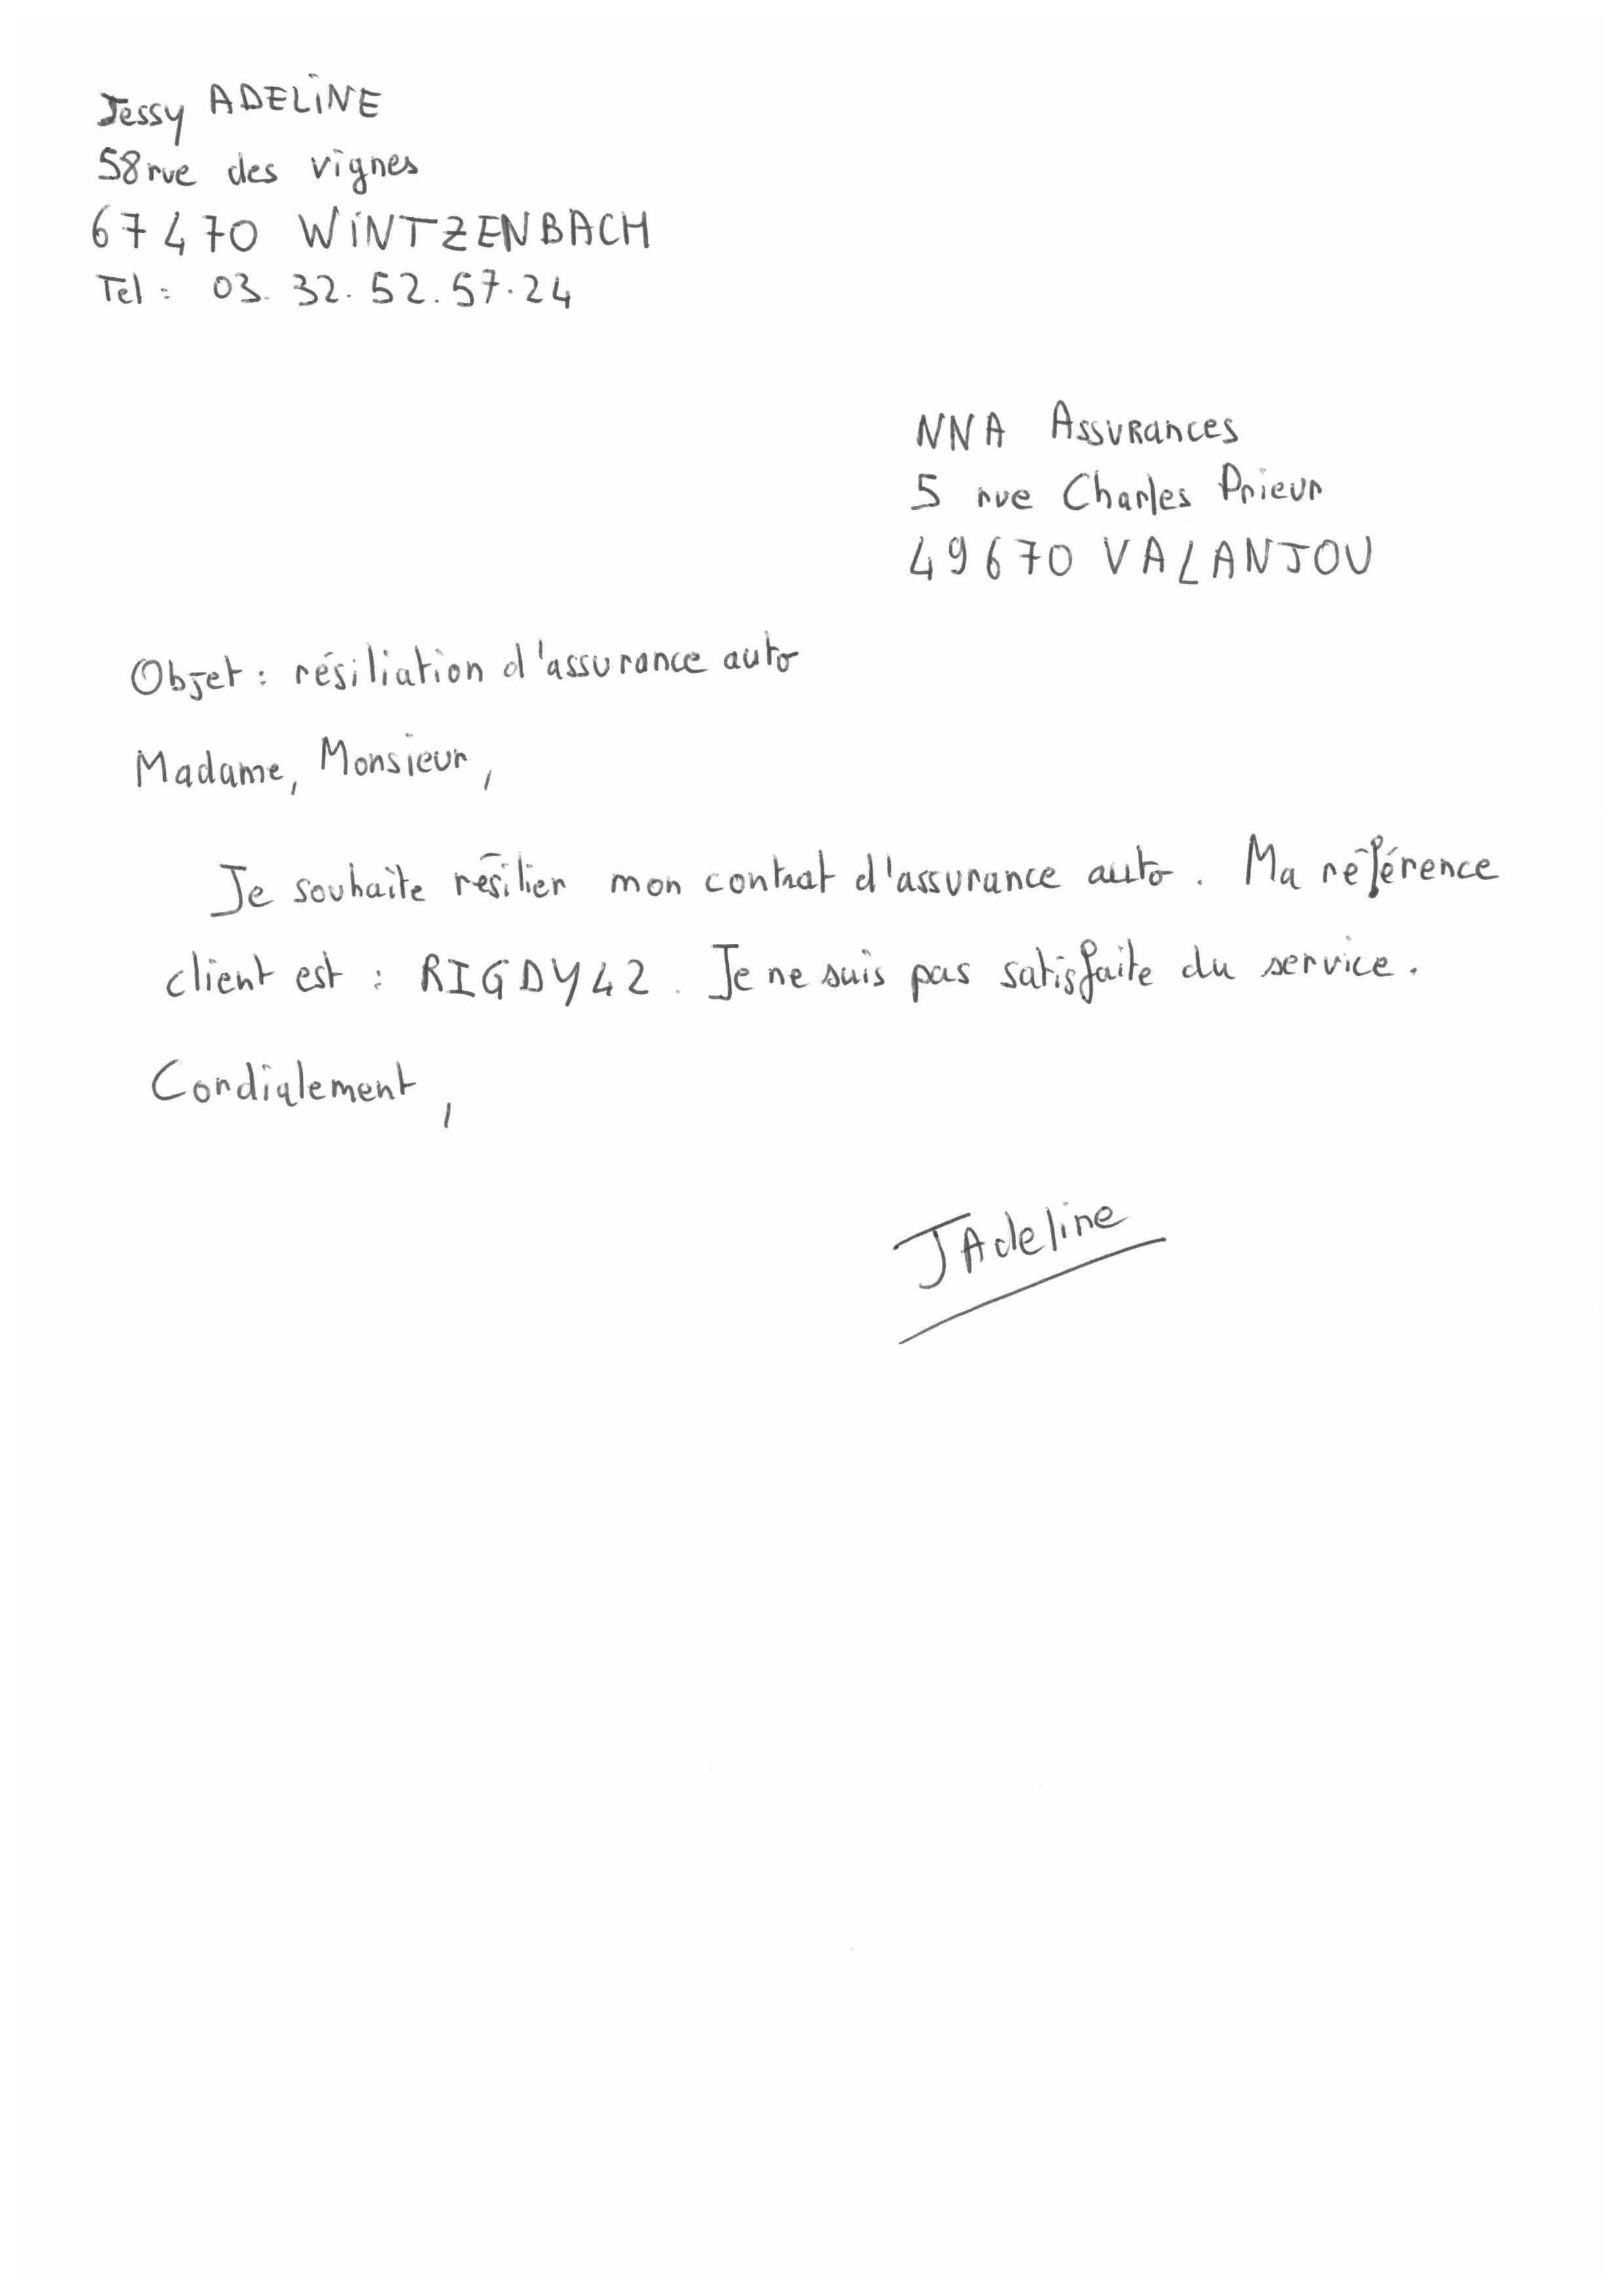 Jessy ADELINE
58 rue des vignes
67470 WINTZENBACH
Tel : 03. 32. 52. 57. 24
NNA Assurances
5 rue Charles Prieur
49670 VALANJOU
Objet : résiliation d'assurance auto
Madame, Monsieur,
Je souhaite résilier mon contrat d'assurance auto. Ma référence
client est : RIGDY42. Je ne suis pas satisfaite du service.
Cordialement,
JAdeline